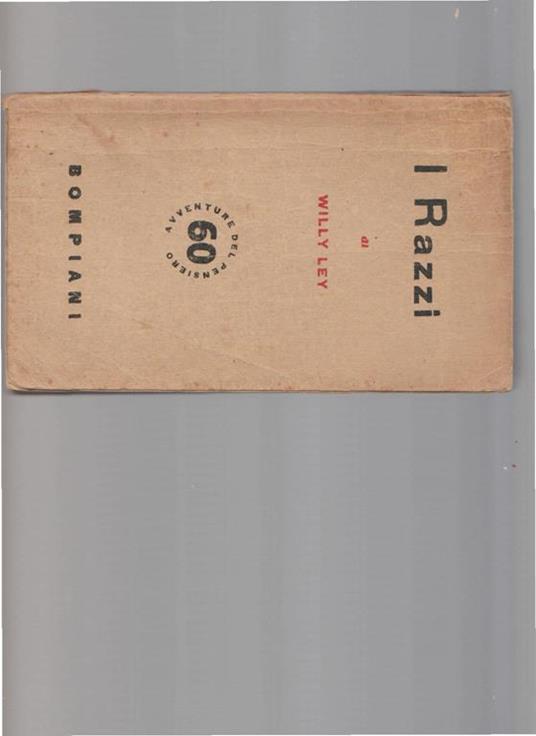 I Razzi
di
WILLY LEY
AVVENTURE DEL PENSIERO
60
BOMPIANI